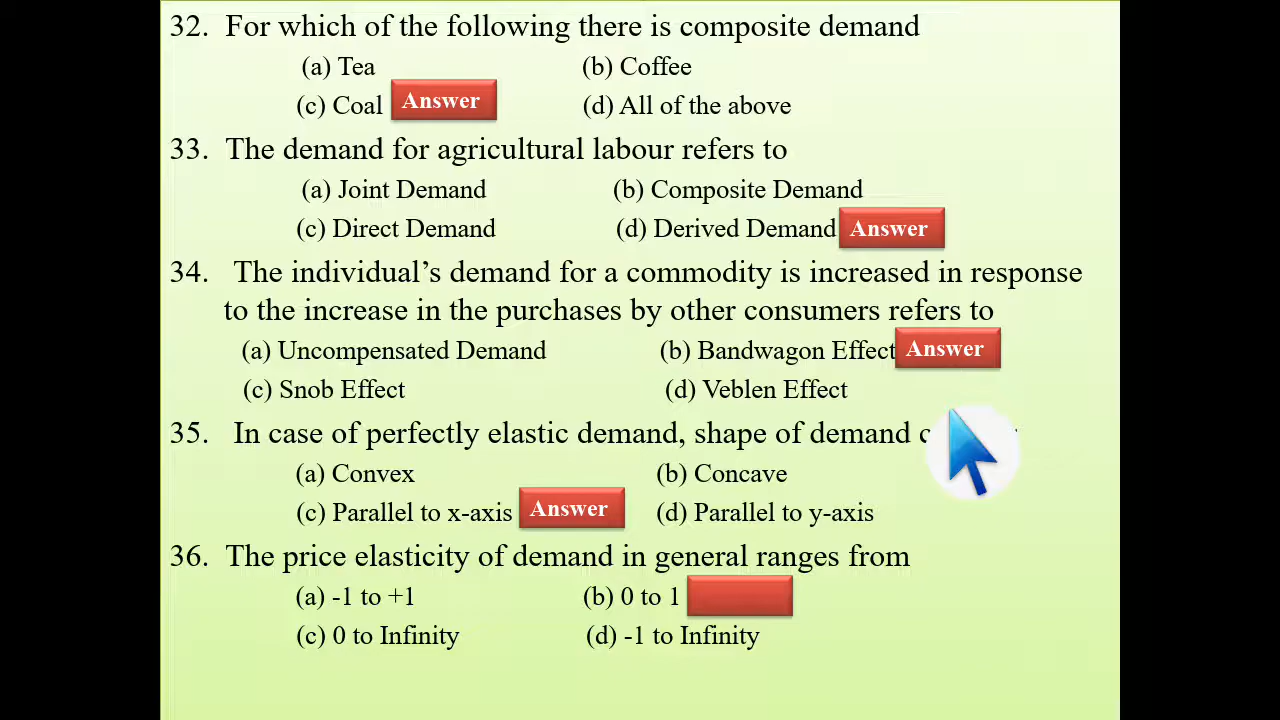 32. For which of the following there is composite demand
(a) Tea (b) Coffee
(c) Coal Answer (d) All of the above
33. The demand for agricultural labour refers to
(a) Joint Demand (b) Composite Demand
(c) Direct Demand (d) Derived Demand Answer
34. The individual’s demand for a commodity is increased in response
to the increase in the purchases by other consumers refers to
(a) Uncompensated Demand (b) Bandwagon Effect Answer
(c) Snob Effect (d) Veblen Effect
35. In case of perfectly elastic demand, shape of demand
(a) Convex (b) Concave
(c) Parallel to x-axis Answer (d) Parallel to y-axis
36. The price elasticity of demand in general ranges from
(a) -1 to +1 (b) 0 to 1
(c) 0 to Infinity (d) -1 to Infinity